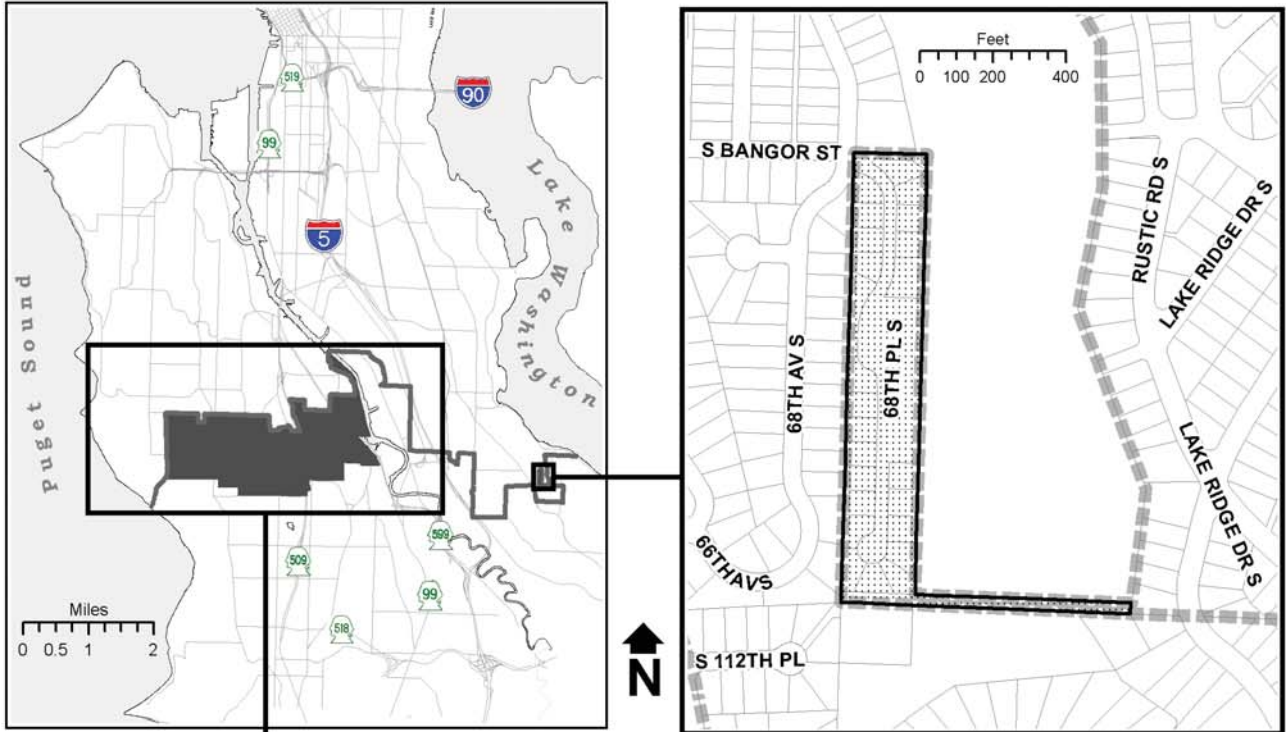 519
90
99
5
Lake Washington
Puget Sound
599
509
99
518
Miles
0 0.5 1 2
N
Feet
0 100 200 400
S BANGOR ST
RUSTIC RD S
LAKE RIDGE DR S
68TH AV S
68TH PL S
LAKE RIDGE DR S
66THAVS
S 112TH PL